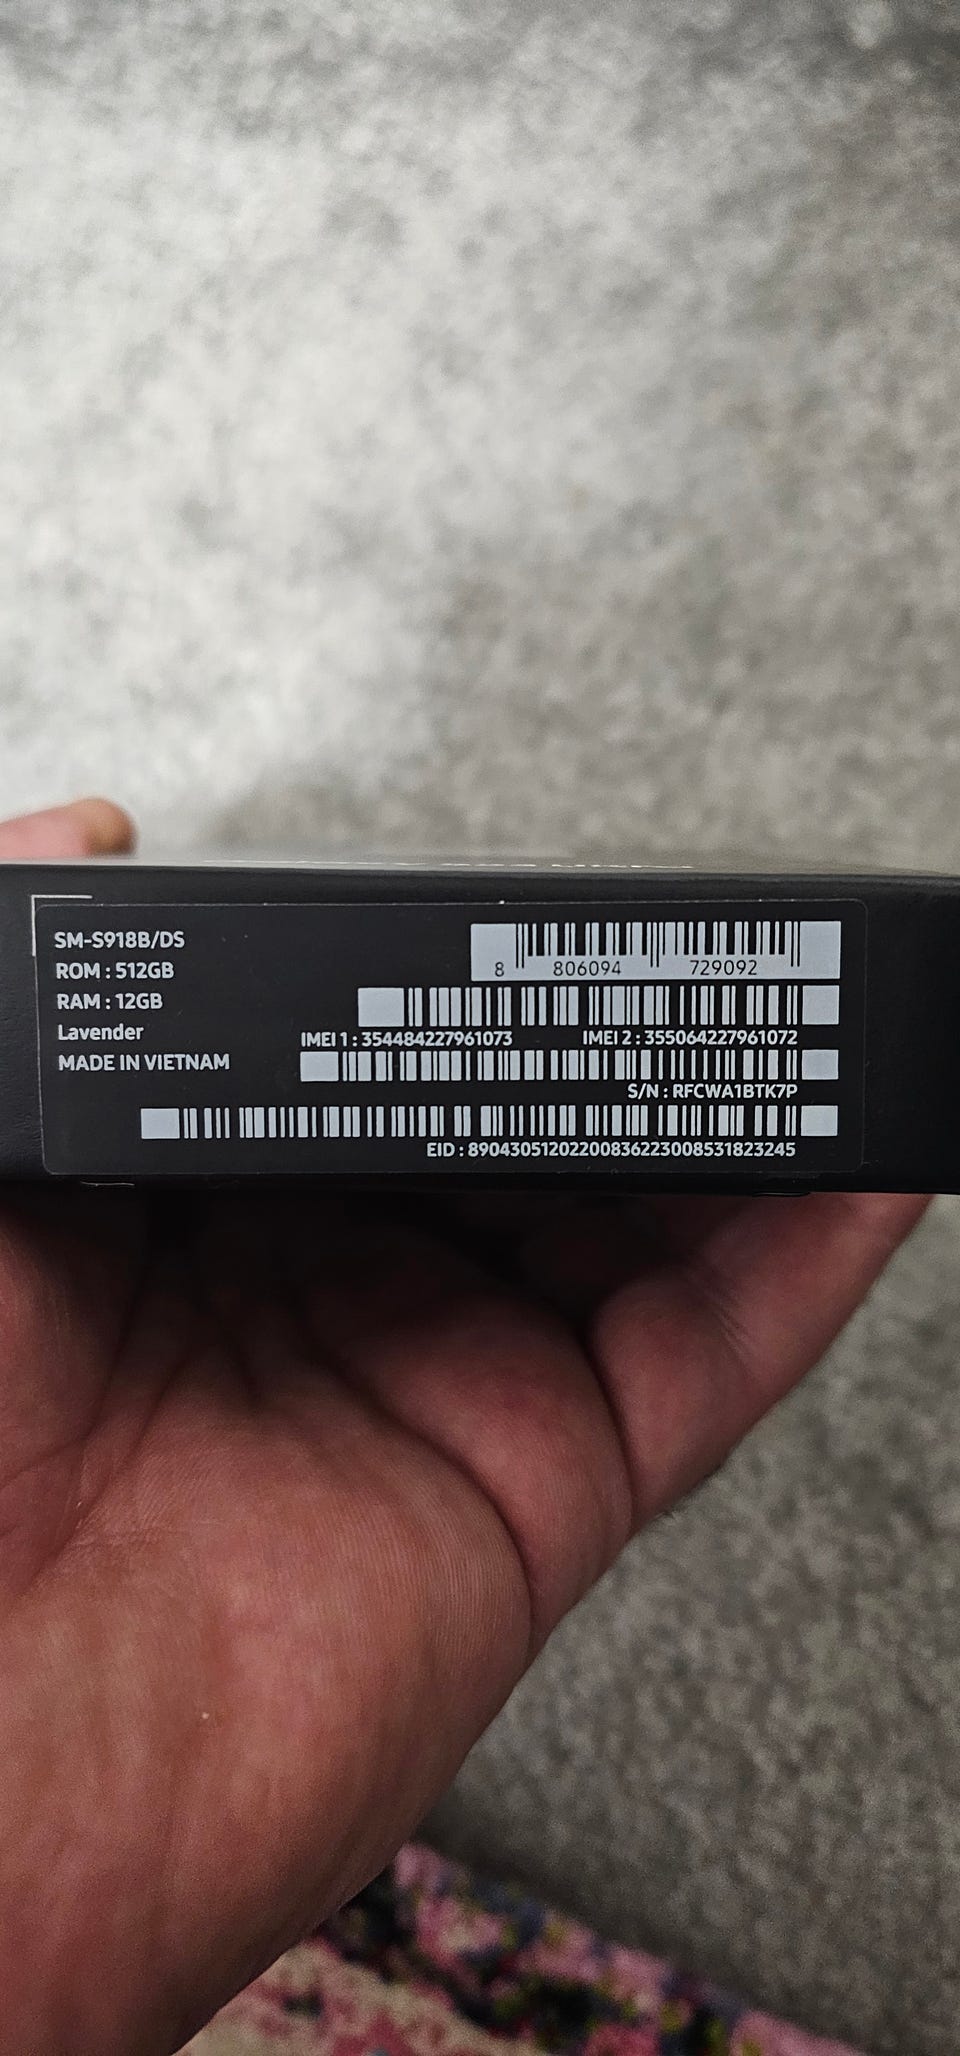 SM-S918B/DS
ROM : 512GB
RAM : 12GB
Lavender
MADE IN VIETNAM
8 806094 729092
IMEI 1 : 354484227961073 IMEI 2 : 355064227961072
S/N : RFCWA1BTK7P
EID : 89043051202200836223008531823245